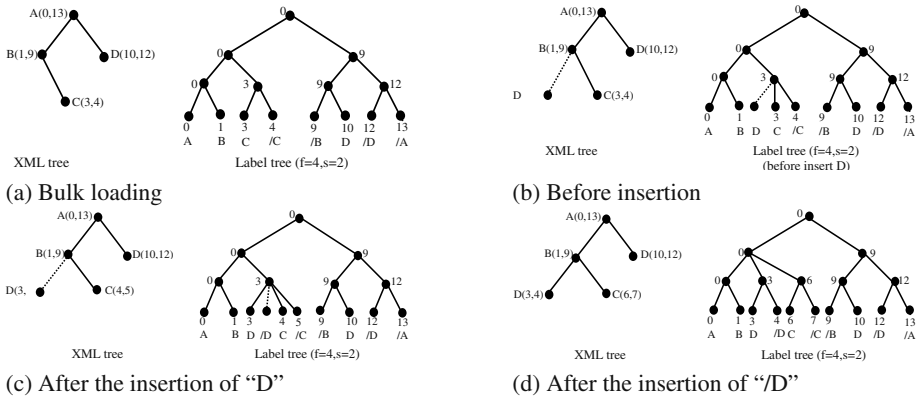 A(0,13)
B(1,9)
D(10,12)
C(3,4)
XML tree
0
0 9
0 3 9 12
0 1 3 4 9 10 12 13
A B C /C /B D /D /A
Label tree (f=4,s=2)
(a) Bulk loading
A(0,13)
B(1,9)
D(10,12)
D
C(3,4)
XML tree
0
0 9
0 3 9 12
0 1 3 4 9 10 12 13
A B D C /C /B D /D /A
Label tree (f=4,s=2)
(before insert D)
(b) Before insertion
A(0,13)
B(1,9)
D(10,12)
D(3,
C(4,5)
XML tree
0
0 9
0 3 9 12
0 1 3 4 5 9 10 12 13
A B D /D C /C /B D /D /A
Label tree (f=4,s=2)
(c) After the insertion of “D”
A(0,13)
B(1,9)
D(10,12)
D(3,4)
C(6,7)
XML tree
0
0 9
0 3 6 9 12
0 1 3 4 6 7 9 10 12 13
A B D /D C /C /B D /D /A
Label tree (f=4,s=2)
(d) After the insertion of “/D”